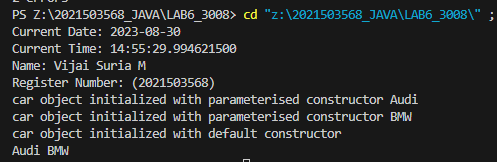 2 errors
PS Z:\2021503568_JAVA\LAB6_3008> cd "z:\2021503568_JAVA\LAB6_3008\" ;
Current Date: 2023-08-30
Current Time: 14:55:29.994621500
Name: Vijai Suria M
Register Number: (2021503568)
car object initialized with parameterised constructor Audi
car object initialized with parameterised constructor BMW
car object initialized with default constructor
Audi BMW